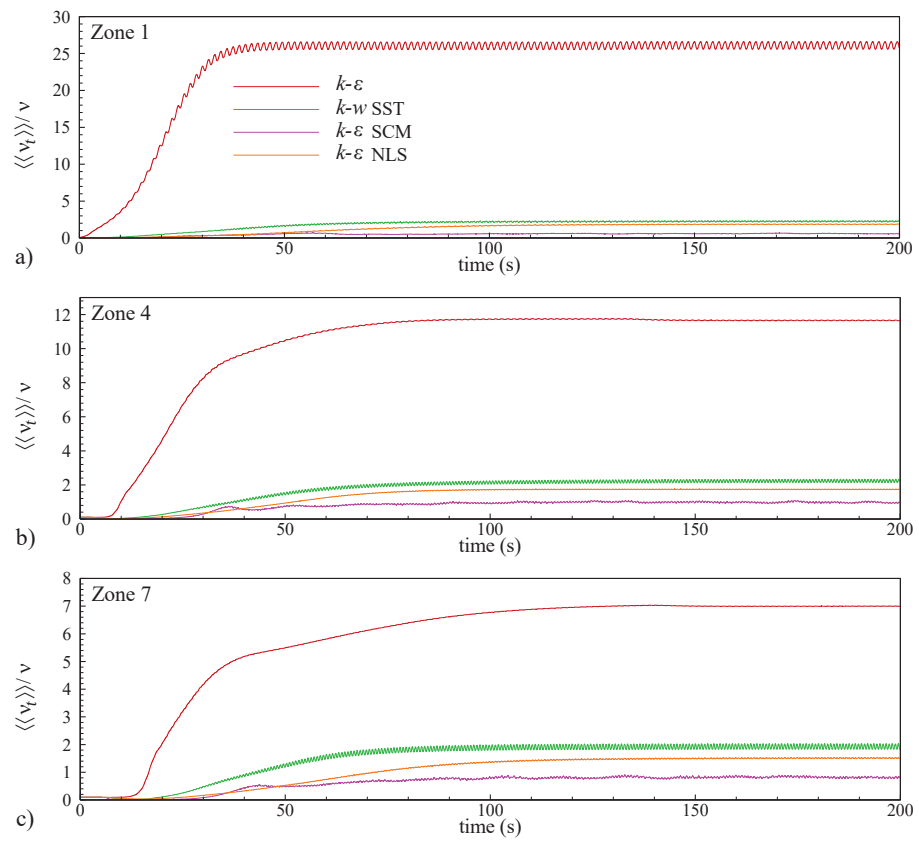 30
Zone 1
25
20
15
10
5
0
⟨⟨ν_t⟩⟩/ ν
k-ε
k-w SST
k-ε SCM
k-ε NLS
0 50 100 150 200
time (s)
a)
12
Zone 4
10
8
6
4
2
0
⟨⟨ν_t⟩⟩/ ν
0 50 100 150 200
time (s)
b)
8
Zone 7
7
6
5
4
3
2
1
0
⟨⟨ν_t⟩⟩/ ν
0 50 100 150 200
time (s)
c)